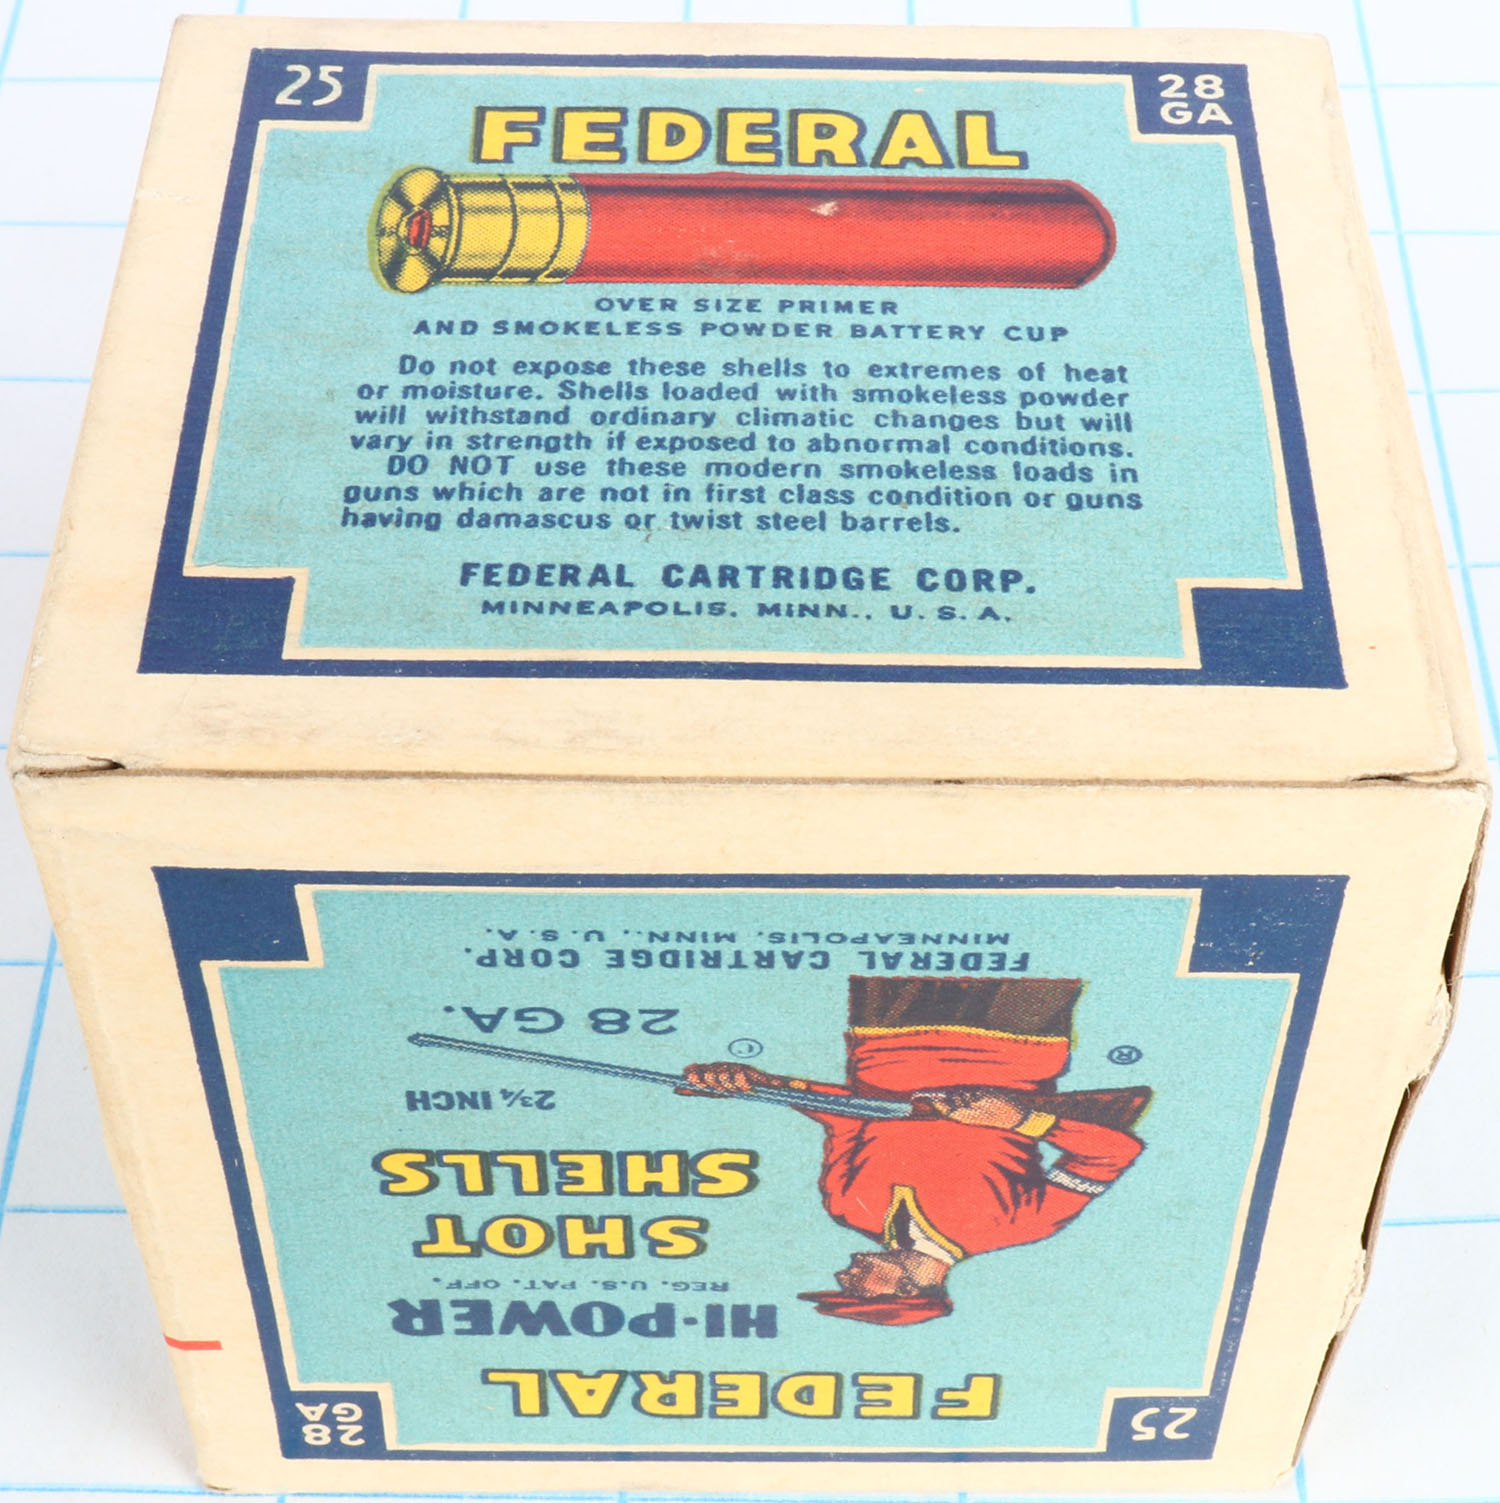 25
28
GA
FEDERAL
OVER SIZE PRIMER
AND SMOKELESS POWDER BATTERY CUP
Do not expose these shells to extremes of heat
or moisture. Shells loaded with smokeless powder
will withstand ordinary climatic changes but will
vary in strength if exposed to abnormal conditions.
DO NOT use these modern smokeless loads in
guns which are not in first class condition or guns
having damascus or twist steel barrels.
FEDERAL CARTRIDGE CORP.
MINNEAPOLIS, MINN., U.S.A.
25
28
GA
FEDERAL
HI-POWER
REG. U.S. PAT. OFF.
SHOT
SHELLS
2¾ INCH
HI-POWER
®
©
28 GA.
FEDERAL CARTRIDGE CORP.
MINNEAPOLIS, MINN., U.S.A.